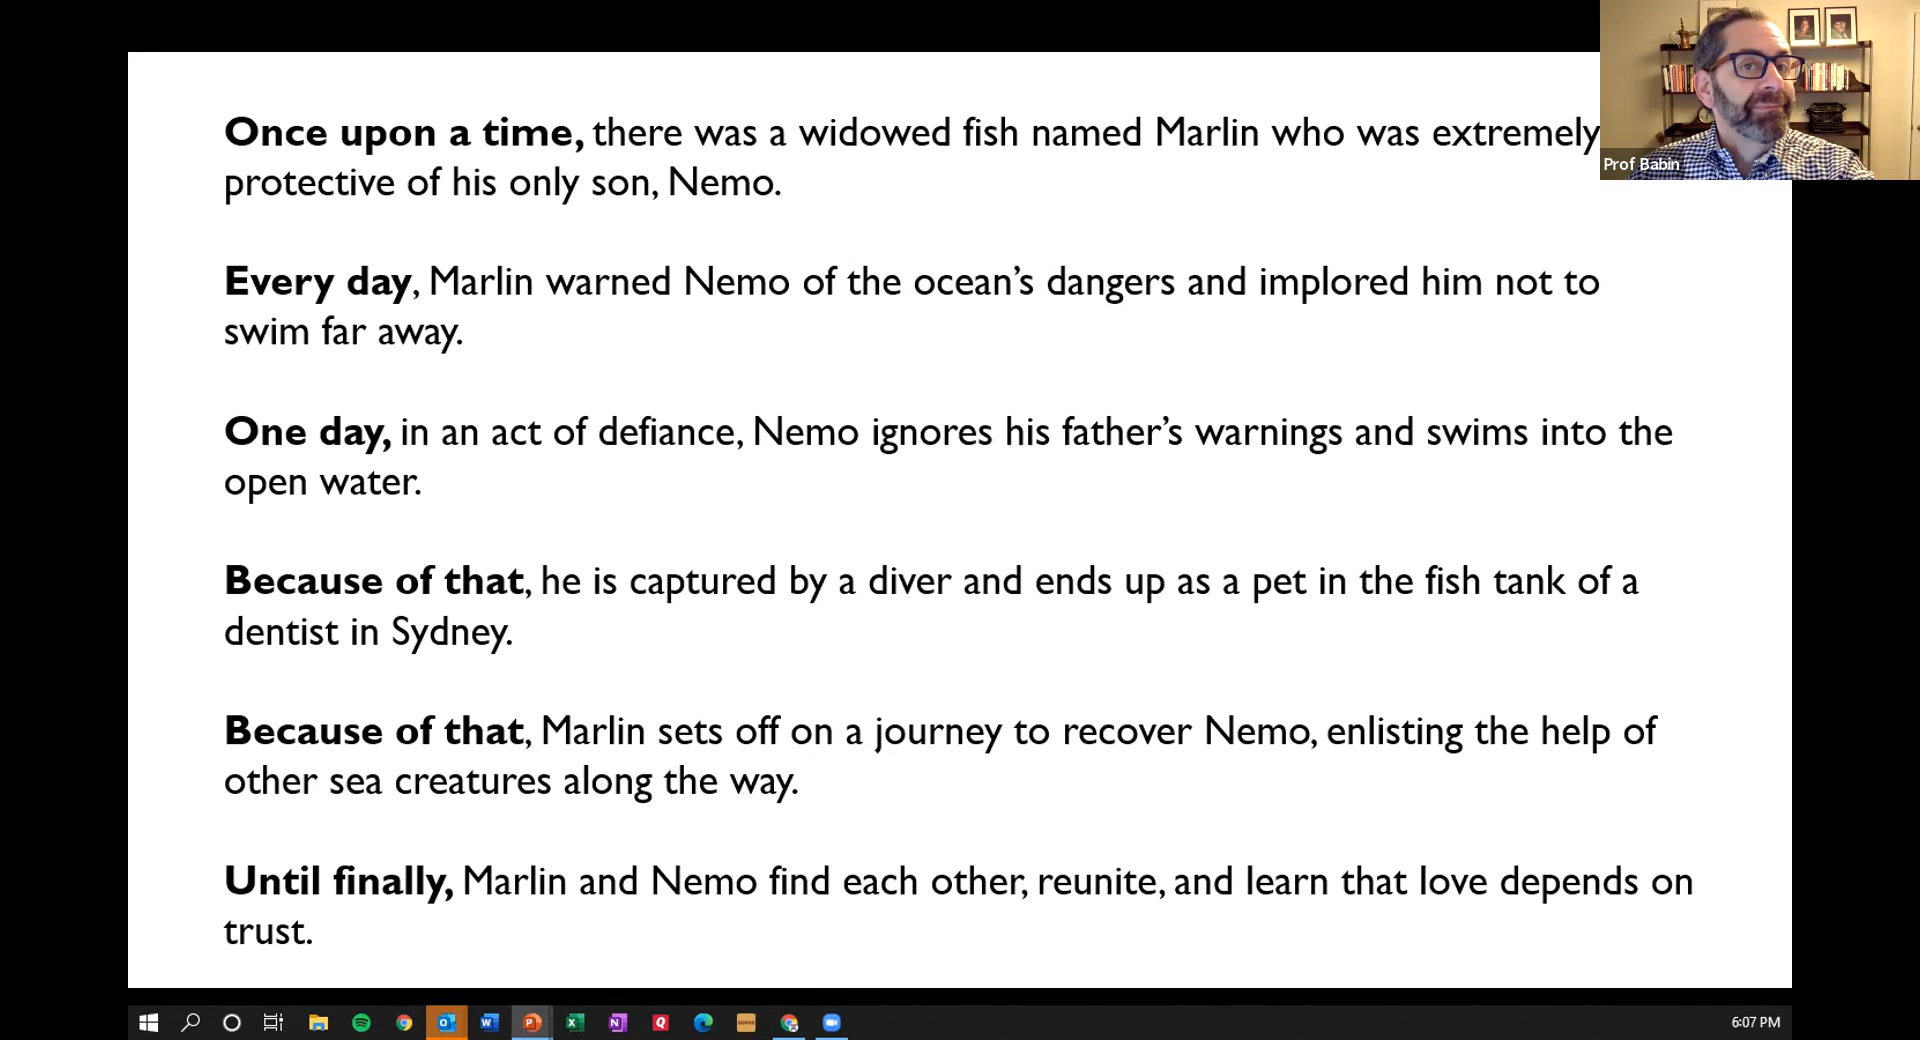 Once upon a time, there was a widowed fish named Marlin who was extremely
protective of his only son, Nemo.
Every day, Marlin warned Nemo of the ocean’s dangers and implored him not to
swim far away.
One day, in an act of defiance, Nemo ignores his father’s warnings and swims into the
open water.
Because of that, he is captured by a diver and ends up as a pet in the fish tank of a
dentist in Sydney.
Because of that, Marlin sets off on a journey to recover Nemo, enlisting the help of
other sea creatures along the way.
Until finally, Marlin and Nemo find each other, reunite, and learn that love depends on
trust.
Prof Babin
6:07 PM